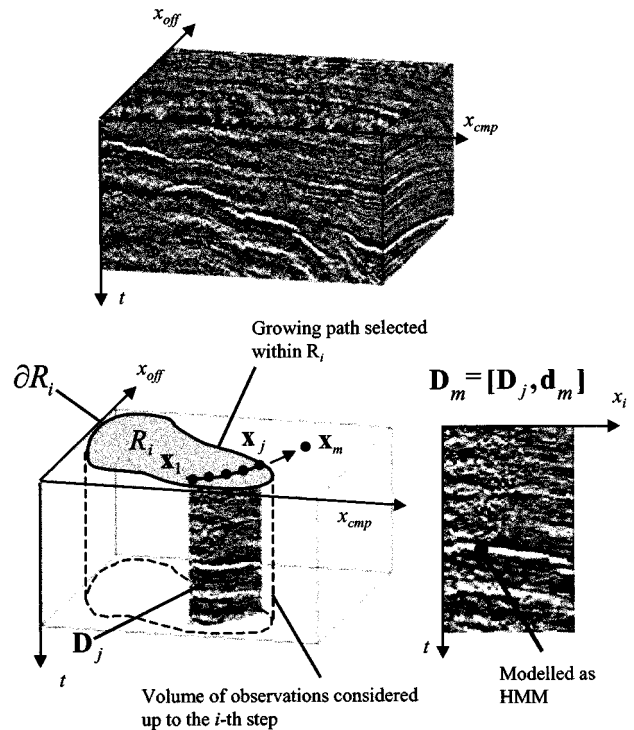 x_off
x_cmp
t
Growing path selected
within R_i
∂R_i
x_off
D_m=[D_j,d_m]
x_i
R_i
x_j
x_m
x_1
x_cmp
D_j
t
t
Volume of observations considered
up to the i-th step
Modelled as
HMM